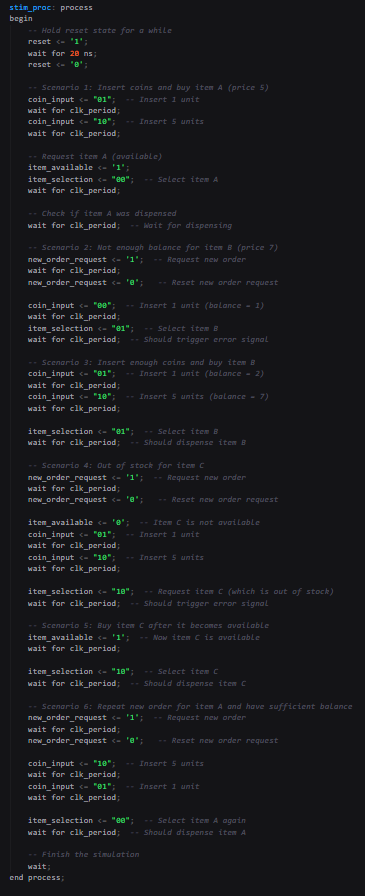 stim_proc: process
begin
-- Hold reset state for a while
reset <= '1';
wait for 20 ns;
reset <= '0';
-- Scenario 1: Insert coins and buy item A (price 5)
coin_input <= "01";  -- Insert 1 unit
wait for clk_period;
coin_input <= "10";  -- Insert 5 units
wait for clk_period;
-- Request item A (available)
item_available <= '1';
item_selection <= "00";  -- Select item A
wait for clk_period;
-- Check if item A was dispensed
wait for clk_period;  -- Wait for dispensing
-- Scenario 2: Not enough balance for item B (price 7)
new_order_request <= '1';  -- Request new order
wait for clk_period;
new_order_request <= '0';   -- Reset new order request
coin_input <= "00";  -- Insert 1 unit (balance = 1)
wait for clk_period;
item_selection <= "01";  -- Select item B
wait for clk_period;  -- Should trigger error signal
-- Scenario 3: Insert enough coins and buy item B
coin_input <= "01";  -- Insert 1 unit (balance = 2)
wait for clk_period;
coin_input <= "10";  -- Insert 5 units (balance = 7)
wait for clk_period;
item_selection <= "01";  -- Select item B
wait for clk_period;  -- Should dispense item B
-- Scenario 4: Out of stock for item C
new_order_request <= '1';  -- Request new order
wait for clk_period;
new_order_request <= '0';   -- Reset new order request
item_available <= '0';  -- Item C is not available
coin_input <= "01";  -- Insert 1 unit
wait for clk_period;
coin_input <= "10";  -- Insert 5 units
wait for clk_period;
item_selection <= "10";  -- Request item C (which is out of stock)
wait for clk_period;  -- Should trigger error signal
-- Scenario 5: Buy item C after it becomes available
item_available <= '1';  -- Now item C is available
wait for clk_period;
item_selection <= "10";  -- Select item C
wait for clk_period;  -- Should dispense item C
-- Scenario 6: Repeat new order for item A and have sufficient balance
new_order_request <= '1';  -- Request new order
wait for clk_period;
new_order_request <= '0';   -- Reset new order request
coin_input <= "10";  -- Insert 5 units
wait for clk_period;
coin_input <= "01";  -- Insert 1 unit
wait for clk_period;
item_selection <= "00";  -- Select item A again
wait for clk_period;  -- Should dispense item A
-- Finish the simulation
wait;
end process;